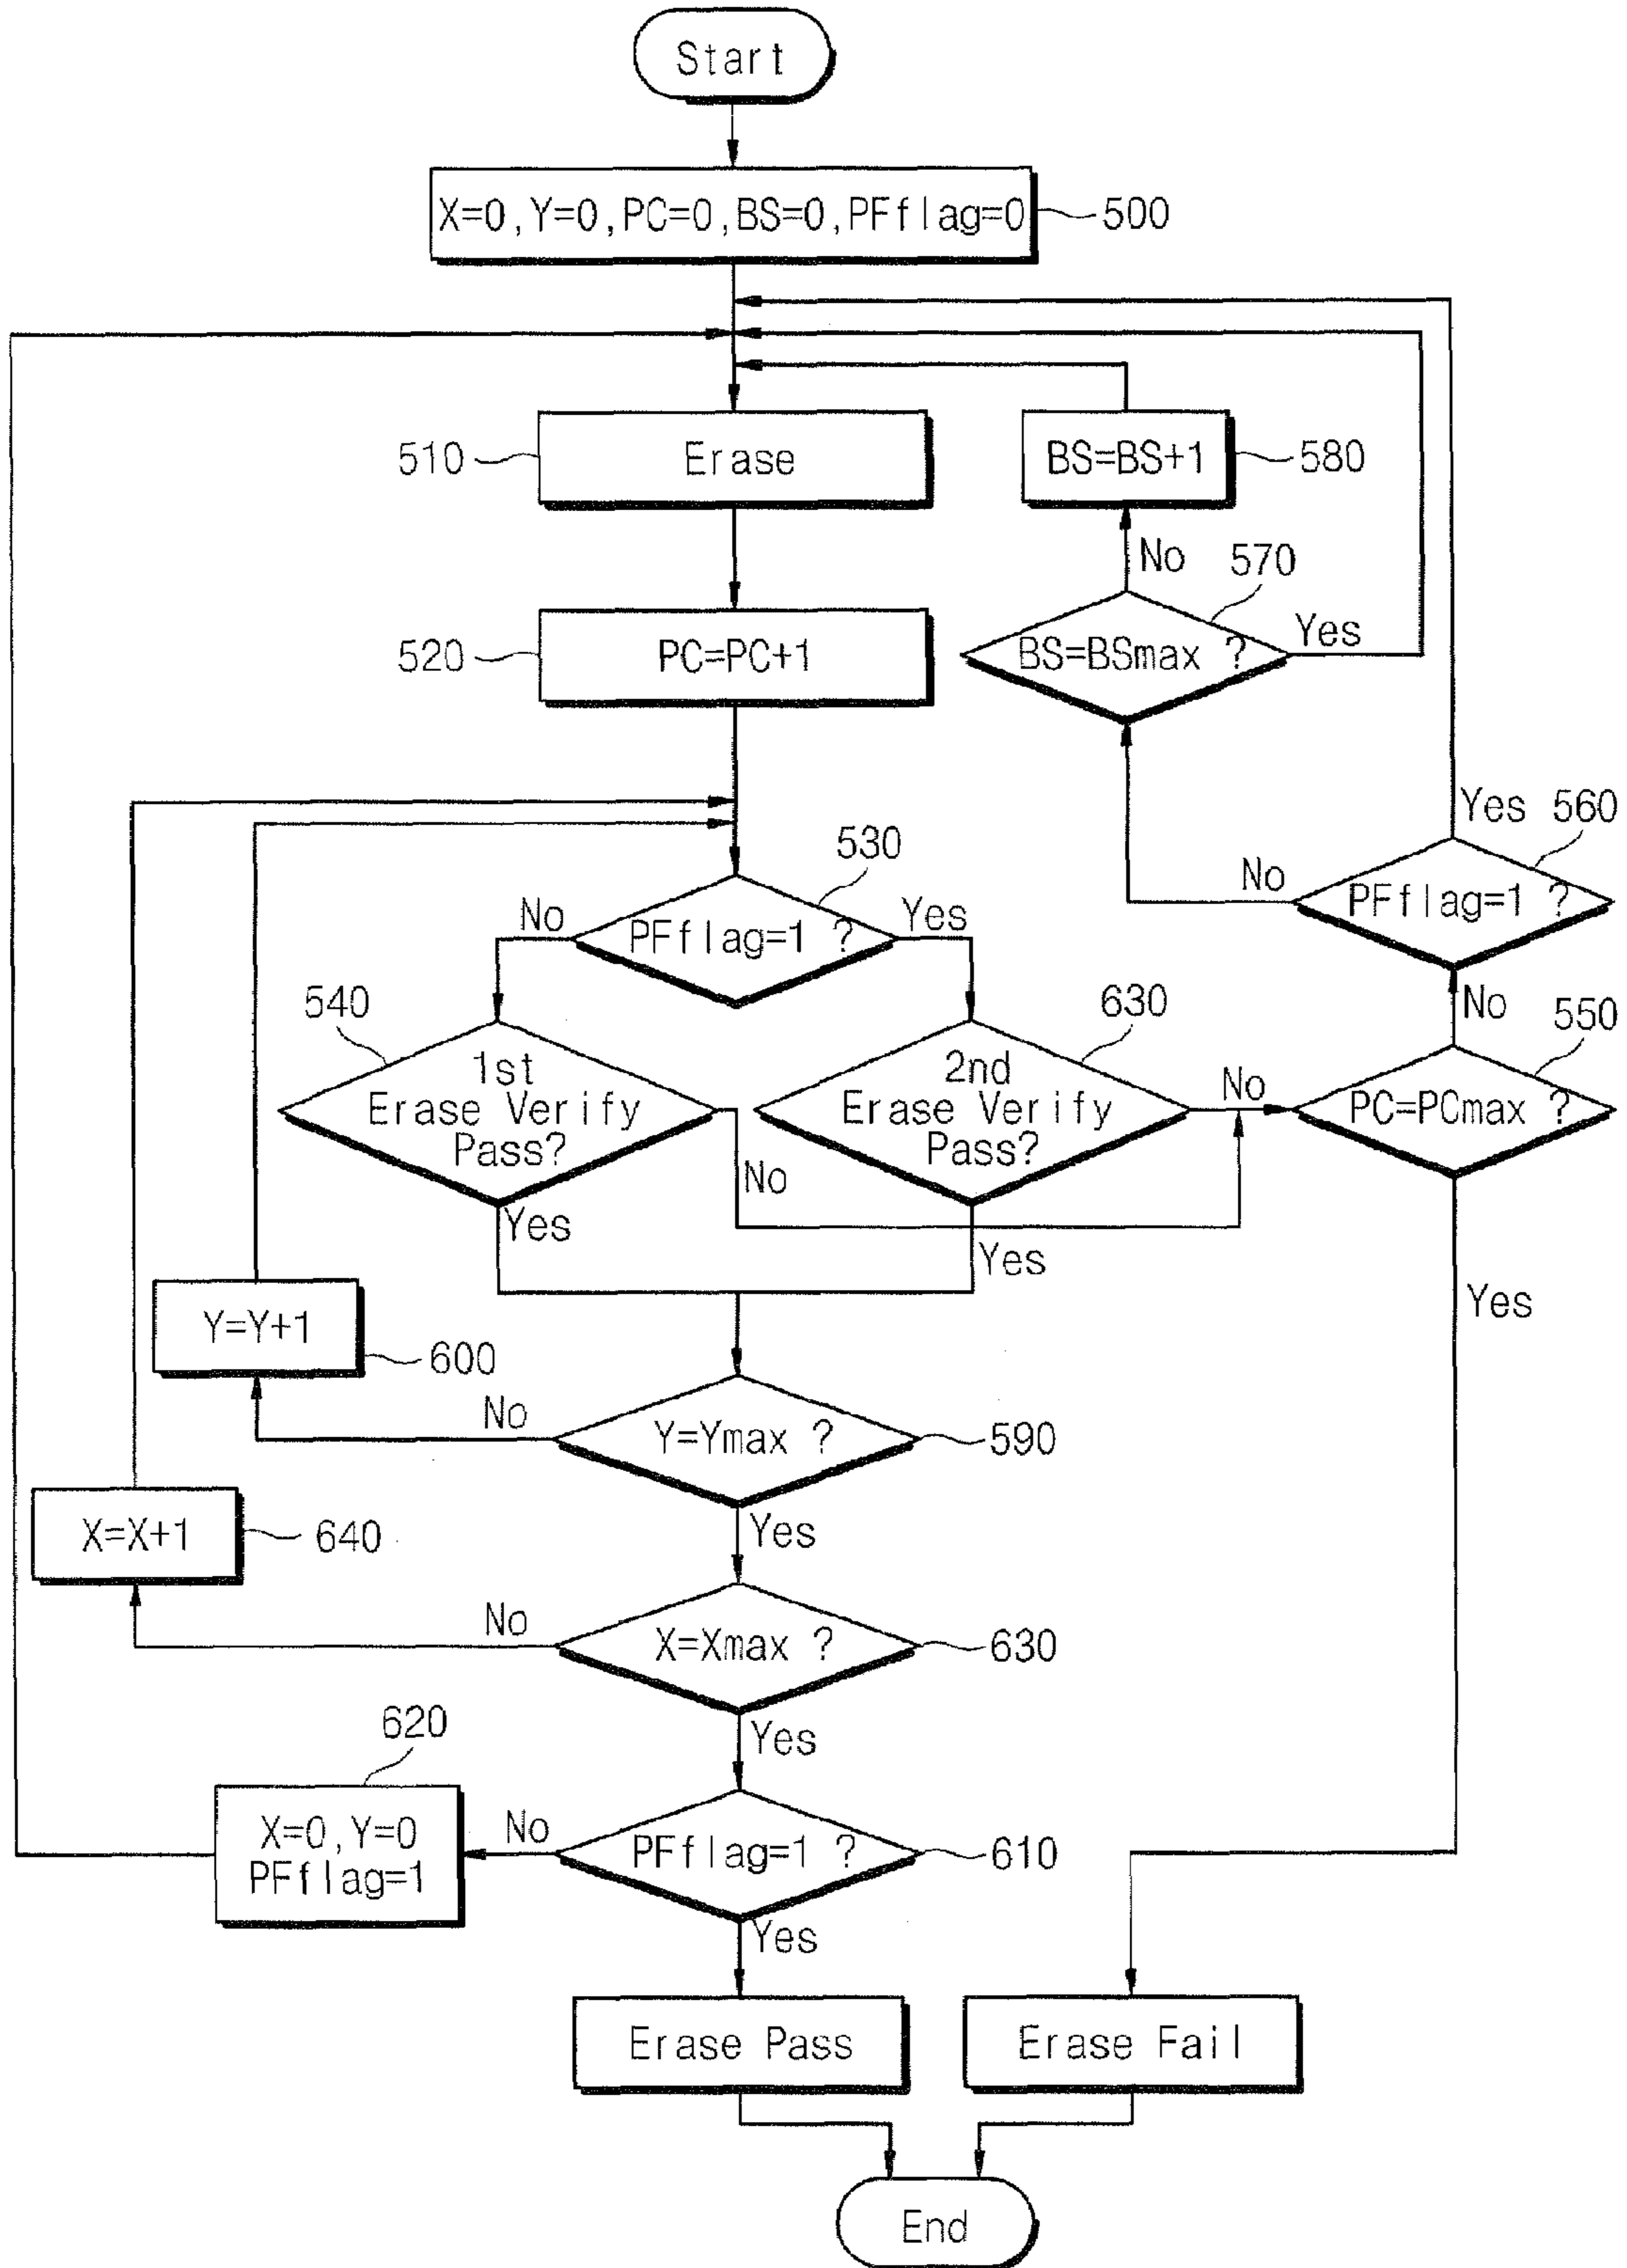 Start
X=0,Y=0,PC=0,BS=0,PFflag=0
500
510
Erase
BS=BS+1
580
No
570
520
PC=PC+1
BS=BSmax ?
Yes
Yes
560
530
No
PFflag=1 ?
No
PFflag=1 ?
Yes
540
630
No
550
1st
Erase Verify
Pass?
2nd
Erase Verify
Pass?
No
PC=PCmax ?
No
Yes
Yes
Yes
Y=Y+1
600
No
Y=Ymax ?
590
Yes
X=X+1
640
No
X=Xmax ?
630
Yes
620
X=0,Y=0
PFflag=1
No
PFflag=1 ?
610
Yes
Erase Pass
Erase Fail
End